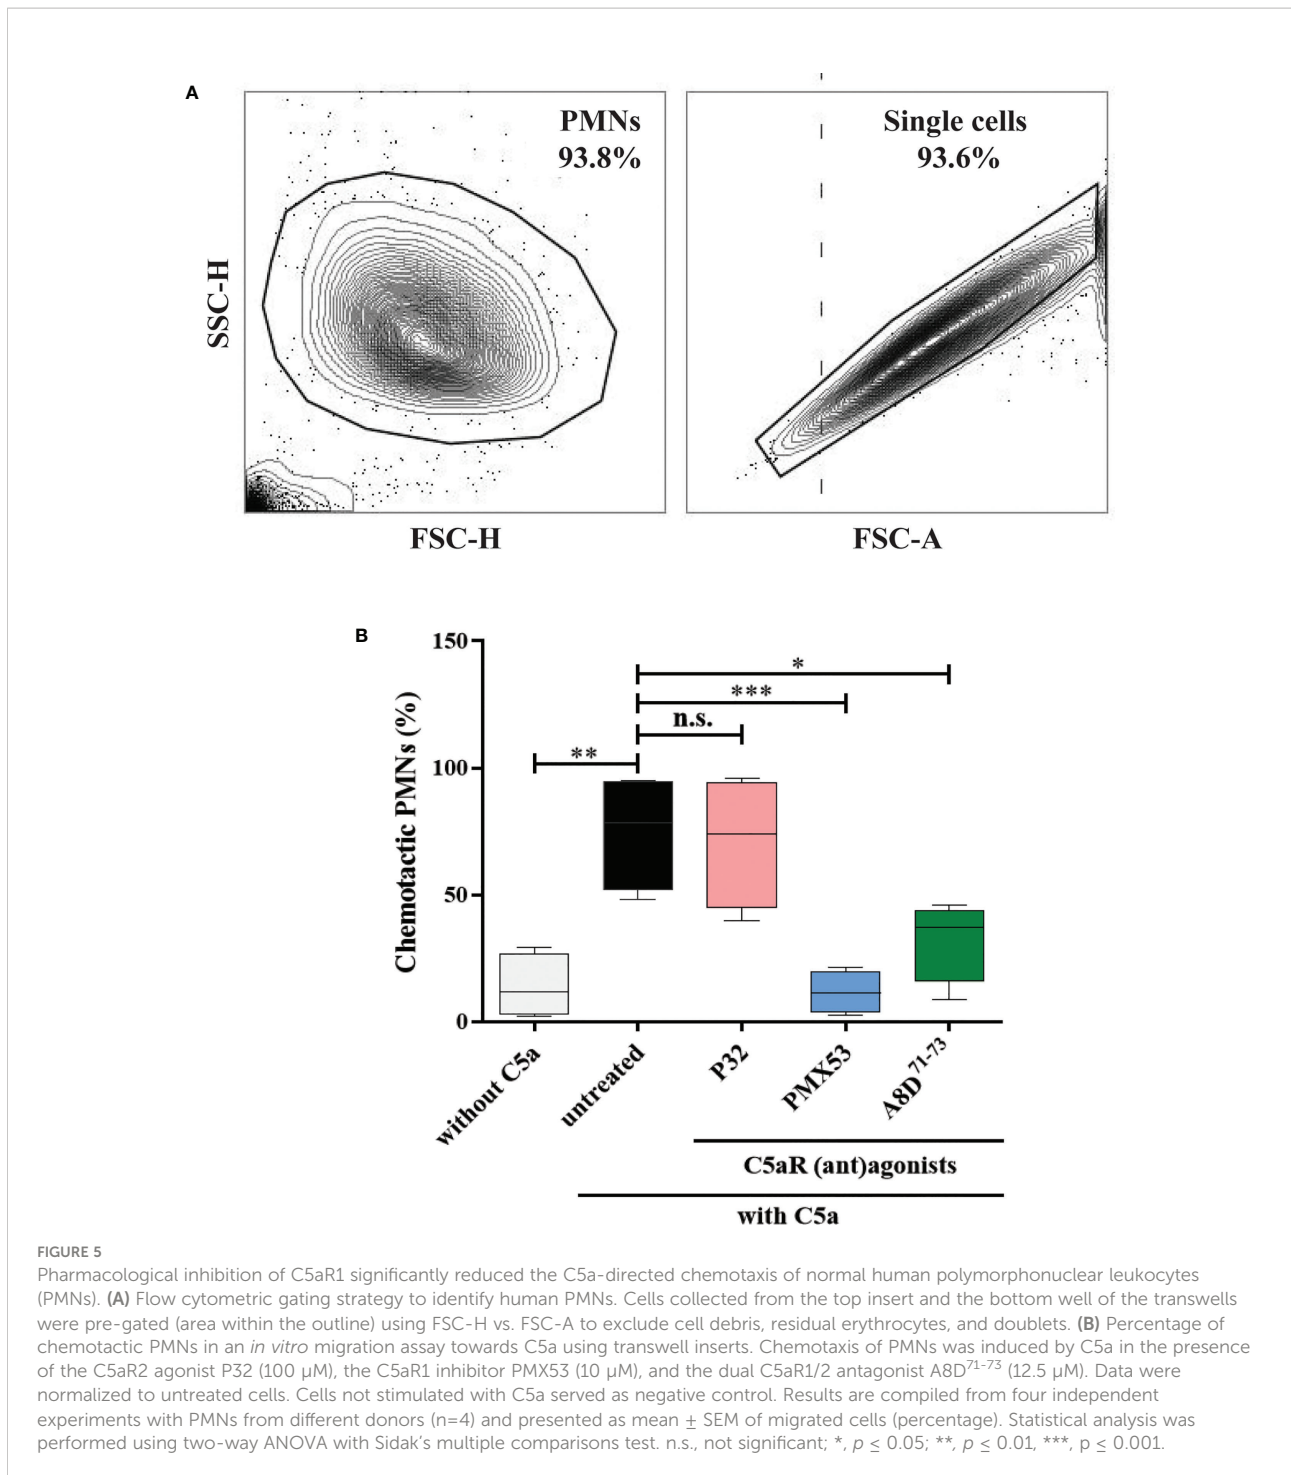 A
PMNs
93.8%
Single cells
93.6%
SSC-H
FSC-H
FSC-A
B
150
100
50
0
Chemotactic PMNs (%)
*
***
n.s.
**
without C5a
untreated
P32
PMX53
A8D71-73
C5aR (ant)agonists
with C5a
FIGURE 5
Pharmacological inhibition of C5aR1 significantly reduced the C5a-directed chemotaxis of normal human polymorphonuclear leukocytes
(PMNs). (A) Flow cytometric gating strategy to identify human PMNs. Cells collected from the top insert and the bottom well of the transwells
were pre-gated (area within the outline) using FSC-H vs. FSC-A to exclude cell debris, residual erythrocytes, and doublets. (B) Percentage of
chemotactic PMNs in an in vitro migration assay towards C5a using transwell inserts. Chemotaxis of PMNs was induced by C5a in the presence
of the C5aR2 agonist P32 (100 µM), the C5aR1 inhibitor PMX53 (10 µM), and the dual C5aR1/2 antagonist A8D71-73 (12.5 µM). Data were
normalized to untreated cells. Cells not stimulated with C5a served as negative control. Results are compiled from four independent
experiments with PMNs from different donors (n=4) and presented as mean ± SEM of migrated cells (percentage). Statistical analysis was
performed using two-way ANOVA with Sidak's multiple comparisons test. n.s., not significant; *, p ≤ 0.05; **, p ≤ 0.01, ***, p ≤ 0.001.